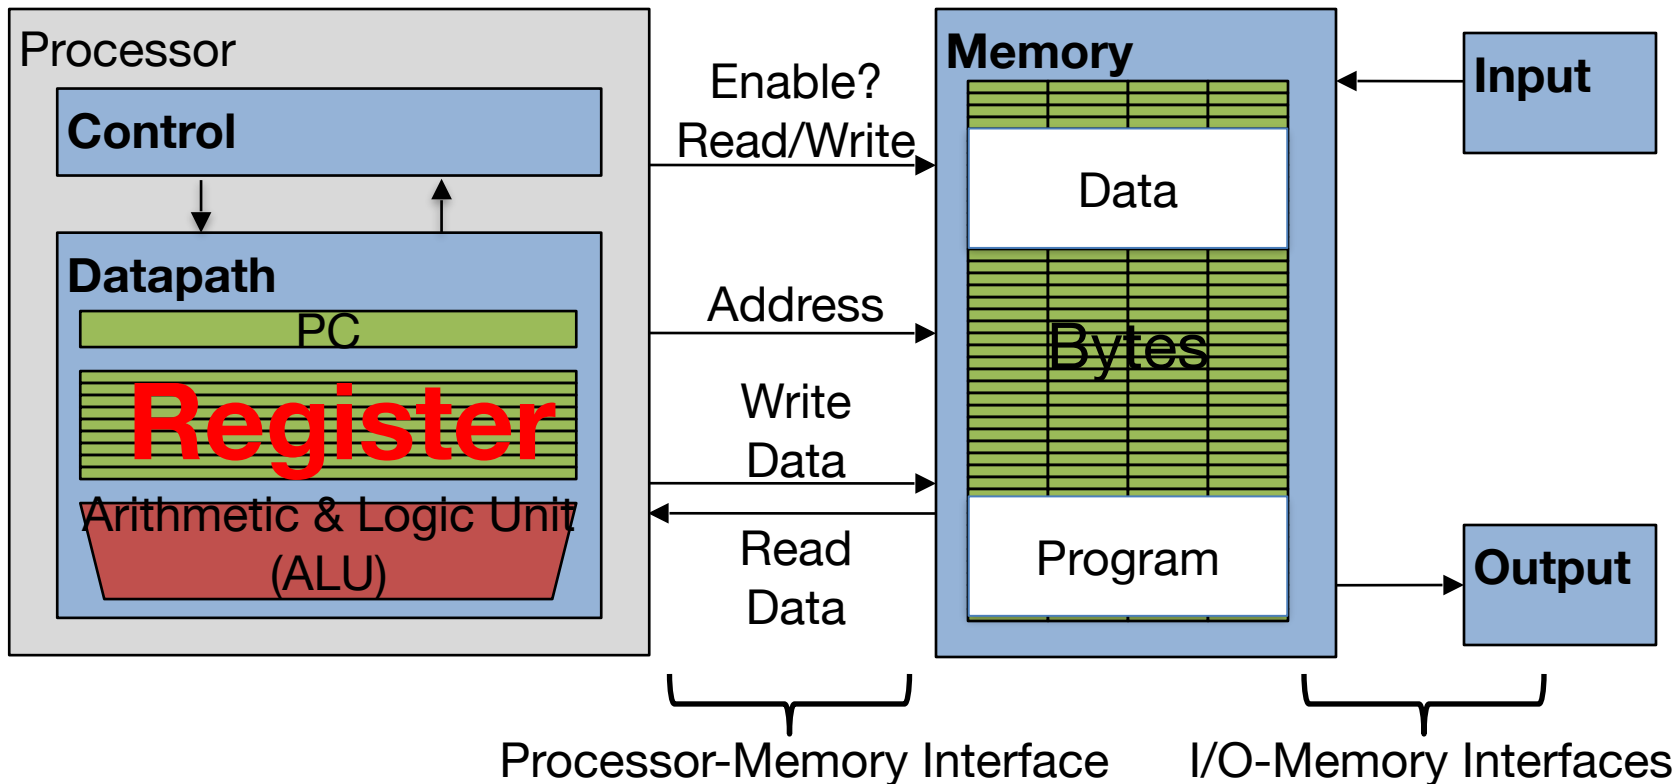 Processor
Control
Datapath
PC
Register
Arithmetic & Logic Unit
(ALU)
Enable?
Read/Write
Address
Write
Data
Read
Data
Memory
Data
Bytes
Program
Input
Output
Processor-Memory Interface
I/O-Memory Interfaces